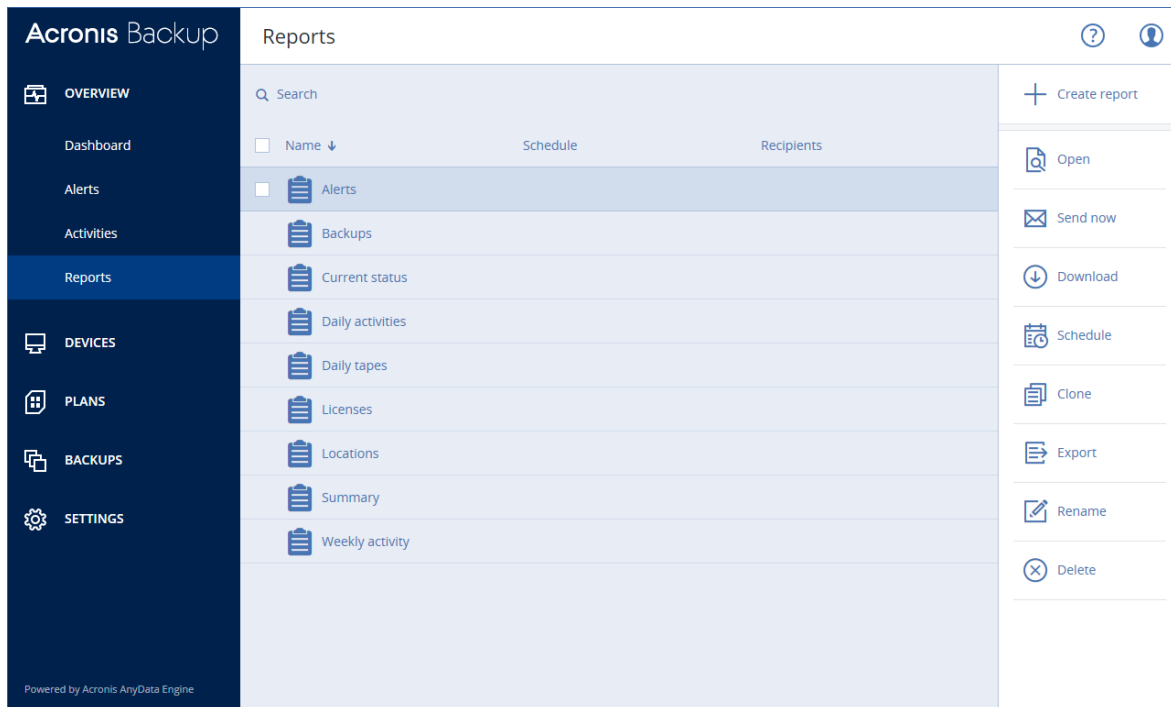 Acronis Backup
Reports
?
OVERVIEW
Dashboard
Alerts
Activities
Reports
DEVICES
PLANS
BACKUPS
SETTINGS
Powered by Acronis AnyData Engine
Search
Name Schedule Recipients
Alerts
Backups
Current status
Daily activities
Daily tapes
Licenses
Locations
Summary
Weekly activity
Create report
Open
Send now
Download
Schedule
Clone
Export
Rename
Delete